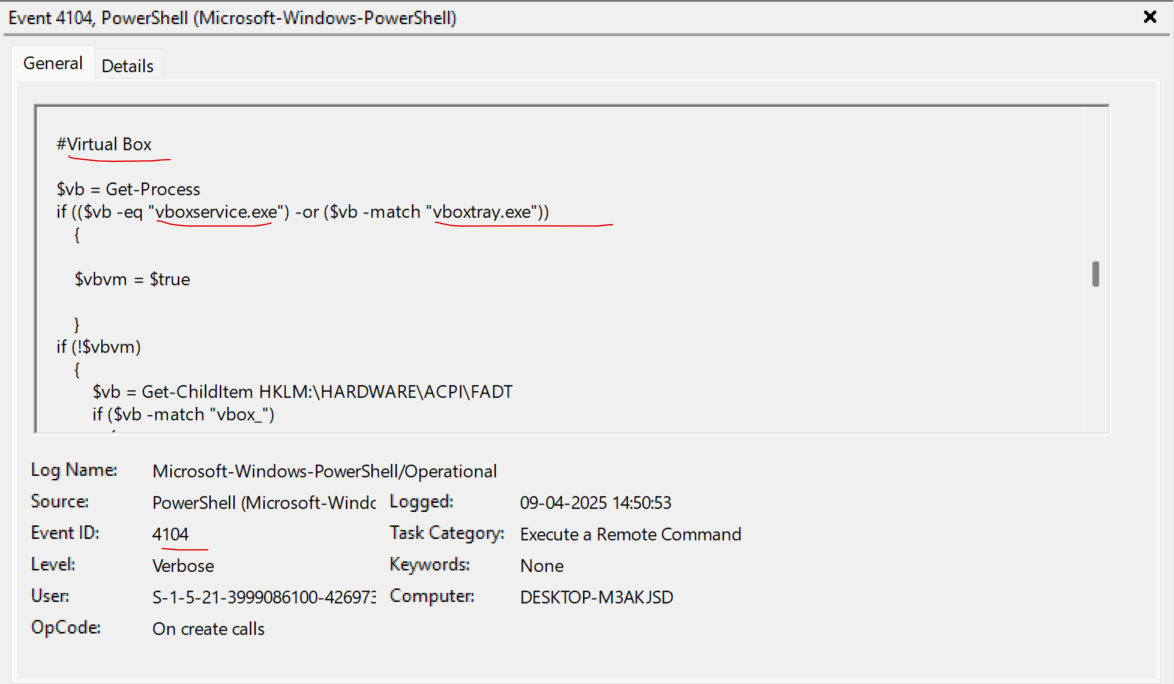 Event 4104, PowerShell (Microsoft-Windows-PowerShell)
General Details
#Virtual Box
$vb = Get-Process
if (($vb -eq "vboxservice.exe") -or ($vb -match "vboxtray.exe"))
{
$vbvm = $true
}
if (!$vbvm)
{
$vb = Get-ChildItem HKLM:\HARDWARE\ACPI\FADT
if ($vb -match "vbox_")
Log Name: Microsoft-Windows-PowerShell/Operational
Source: PowerShell (Microsoft-Windc Logged: 09-04-2025 14:50:53
Event ID: 4104 Task Category: Execute a Remote Command
Level: Verbose Keywords: None
User: S-1-5-21-3999086100-426973 Computer: DESKTOP-M3AKJSD
OpCode: On create calls